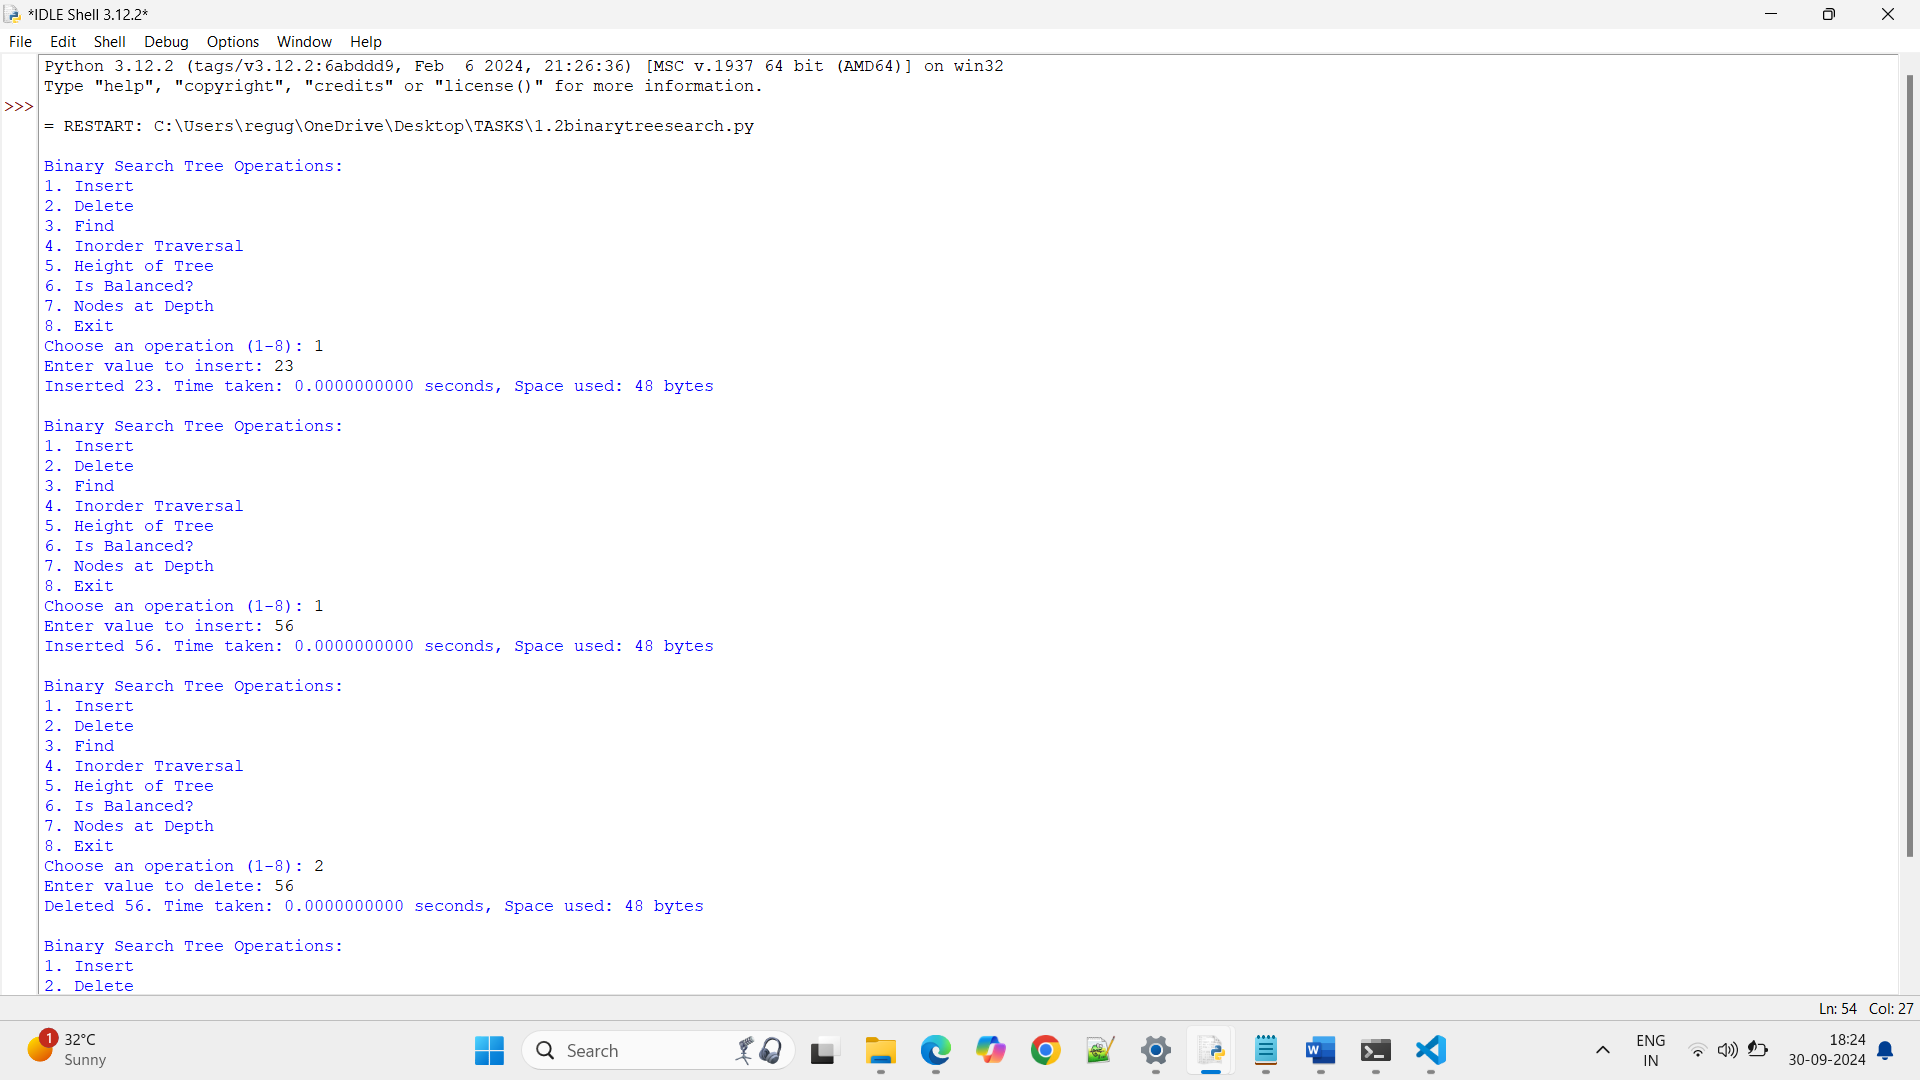 *IDLE Shell 3.12.2*
File Edit Shell Debug Options Window Help
Python 3.12.2 (tags/v3.12.2:6abddd9, Feb  6 2024, 21:26:36) [MSC v.1937 64 bit (AMD64)] on win32
Type "help", "copyright", "credits" or "license()" for more information.
>>>
= RESTART: C:\Users\regug\OneDrive\Desktop\TASKS\1.2binarytreesearch.py
Binary Search Tree Operations:
1. Insert
2. Delete
3. Find
4. Inorder Traversal
5. Height of Tree
6. Is Balanced?
7. Nodes at Depth
8. Exit
Choose an operation (1-8): 1
Enter value to insert: 23
Inserted 23. Time taken: 0.0000000000 seconds, Space used: 48 bytes
Binary Search Tree Operations:
1. Insert
2. Delete
3. Find
4. Inorder Traversal
5. Height of Tree
6. Is Balanced?
7. Nodes at Depth
8. Exit
Choose an operation (1-8): 1
Enter value to insert: 56
Inserted 56. Time taken: 0.0000000000 seconds, Space used: 48 bytes
Binary Search Tree Operations:
1. Insert
2. Delete
3. Find
4. Inorder Traversal
5. Height of Tree
6. Is Balanced?
7. Nodes at Depth
8. Exit
Choose an operation (1-8): 2
Enter value to delete: 56
Deleted 56. Time taken: 0.0000000000 seconds, Space used: 48 bytes
Binary Search Tree Operations:
1. Insert
2. Delete
Ln: 54 Col: 27
1
32°C
Sunny
Search
W
ENG
IN
18:24
30-09-2024